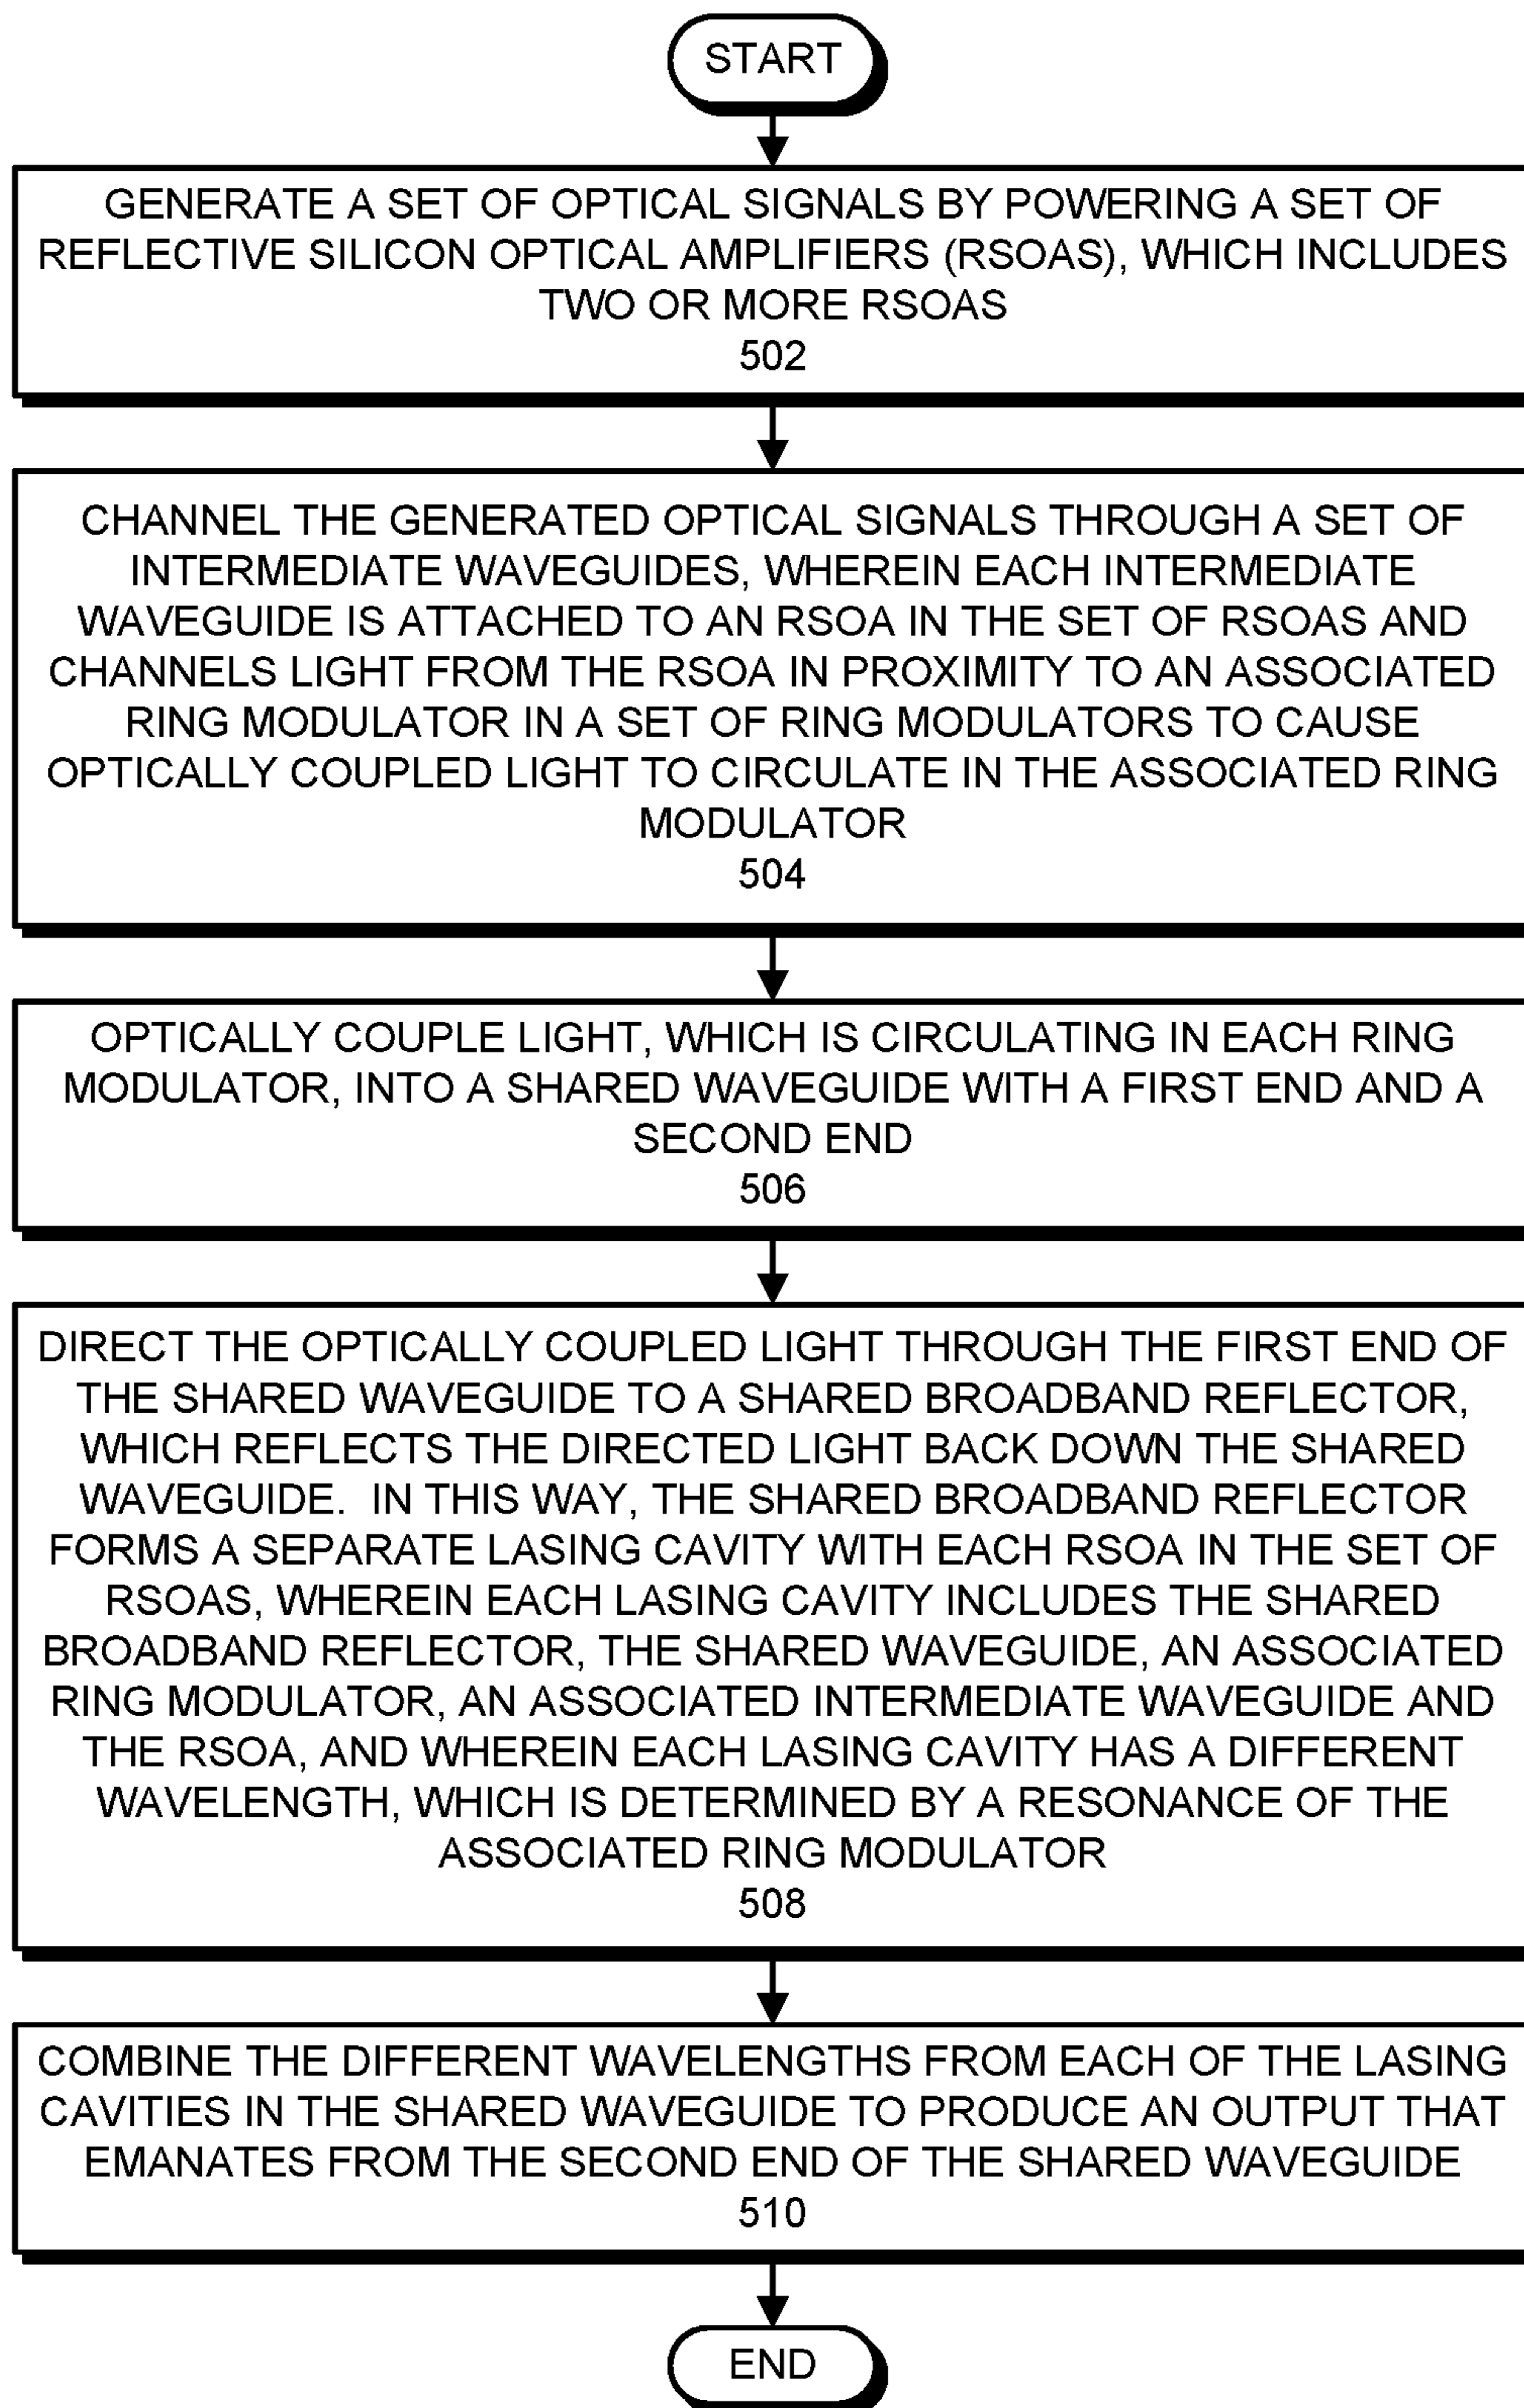 START
GENERATE A SET OF OPTICAL SIGNALS BY POWERING A SET OF
REFLECTIVE SILICON OPTICAL AMPLIFIERS (RSOAS), WHICH INCLUDES
TWO OR MORE RSOAS
502
CHANNEL THE GENERATED OPTICAL SIGNALS THROUGH A SET OF
INTERMEDIATE WAVEGUIDES, WHEREIN EACH INTERMEDIATE
WAVEGUIDE IS ATTACHED TO AN RSOA IN THE SET OF RSOAS AND
CHANNELS LIGHT FROM THE RSOA IN PROXIMITY TO AN ASSOCIATED
RING MODULATOR IN A SET OF RING MODULATORS TO CAUSE
OPTICALLY COUPLED LIGHT TO CIRCULATE IN THE ASSOCIATED RING
MODULATOR
504
OPTICALLY COUPLE LIGHT, WHICH IS CIRCULATING IN EACH RING
MODULATOR, INTO A SHARED WAVEGUIDE WITH A FIRST END AND A
SECOND END
506
DIRECT THE OPTICALLY COUPLED LIGHT THROUGH THE FIRST END OF
THE SHARED WAVEGUIDE TO A SHARED BROADBAND REFLECTOR,
WHICH REFLECTS THE DIRECTED LIGHT BACK DOWN THE SHARED
WAVEGUIDE. IN THIS WAY, THE SHARED BROADBAND REFLECTOR
FORMS A SEPARATE LASING CAVITY WITH EACH RSOA IN THE SET OF
RSOAS, WHEREIN EACH LASING CAVITY INCLUDES THE SHARED
BROADBAND REFLECTOR, THE SHARED WAVEGUIDE, AN ASSOCIATED
RING MODULATOR, AN ASSOCIATED INTERMEDIATE WAVEGUIDE AND
THE RSOA, AND WHEREIN EACH LASING CAVITY HAS A DIFFERENT
WAVELENGTH, WHICH IS DETERMINED BY A RESONANCE OF THE
ASSOCIATED RING MODULATOR
508
COMBINE THE DIFFERENT WAVELENGTHS FROM EACH OF THE LASING
CAVITIES IN THE SHARED WAVEGUIDE TO PRODUCE AN OUTPUT THAT
EMANATES FROM THE SECOND END OF THE SHARED WAVEGUIDE
510
END